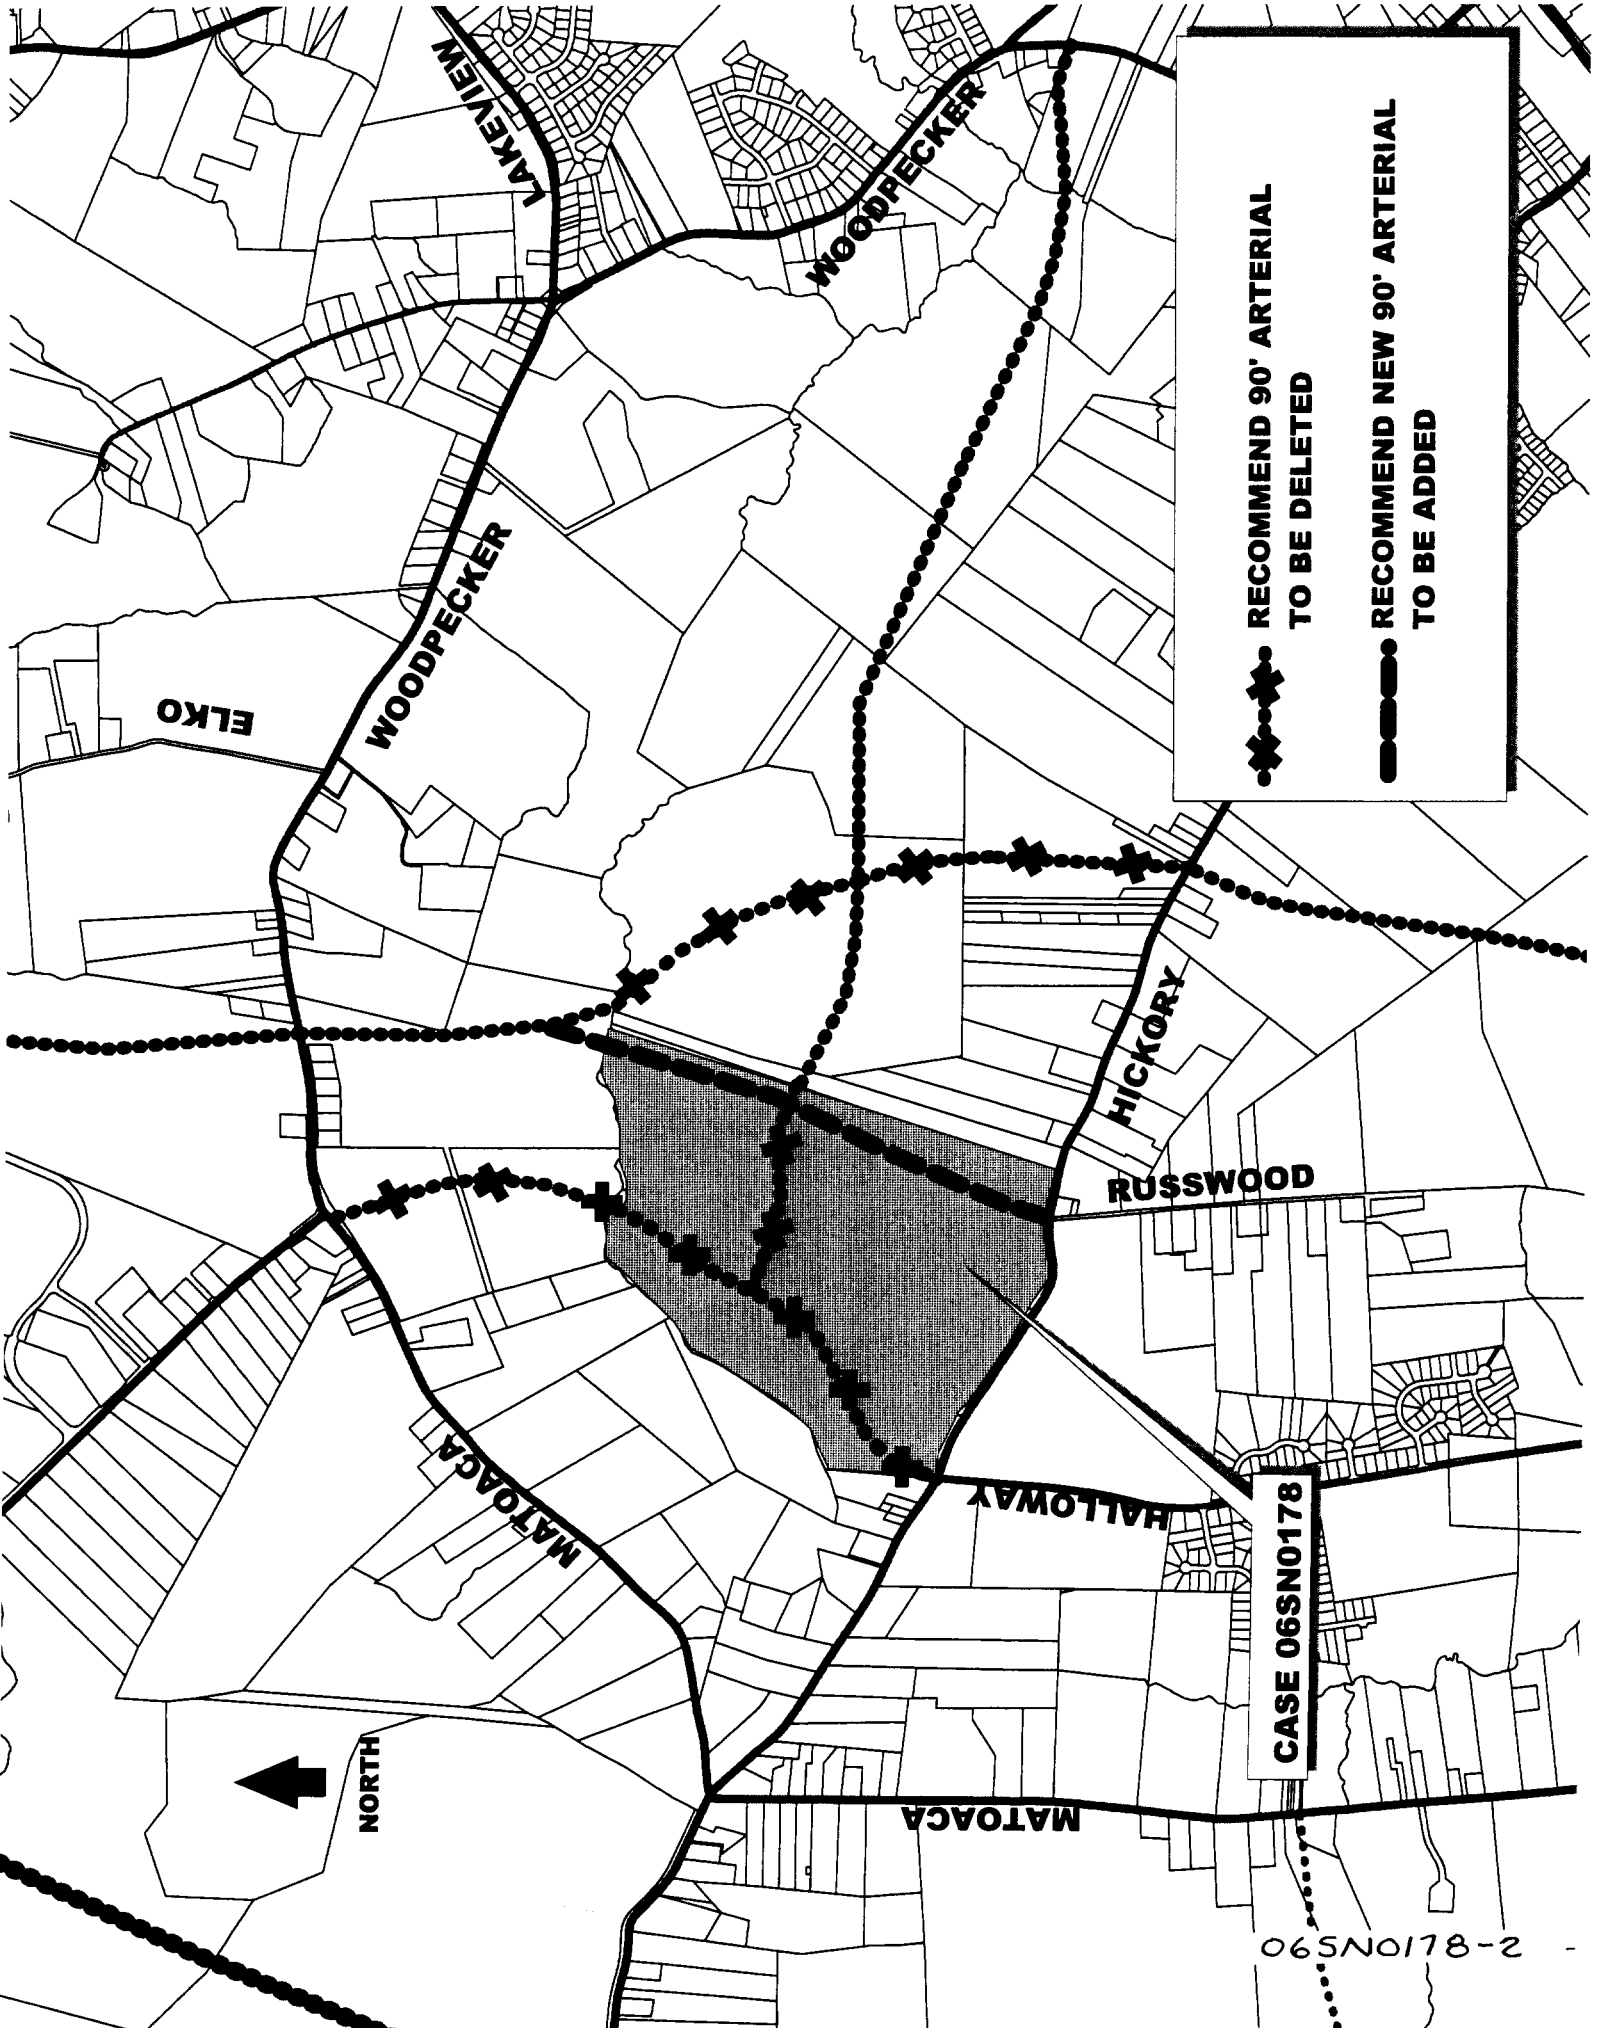 LAKEVIEW
WOODPECKER
WOODPECKER
ELKO
RECOMMEND 90' ARTERIAL
TO BE DELETED
RECOMMEND NEW 90' ARTERIAL
TO BE ADDED
HICKORY
RUSSWOOD
MATOACA
HALLOWAY
CASE 06SN0178
NORTH
MATOACA
06SN0178-2